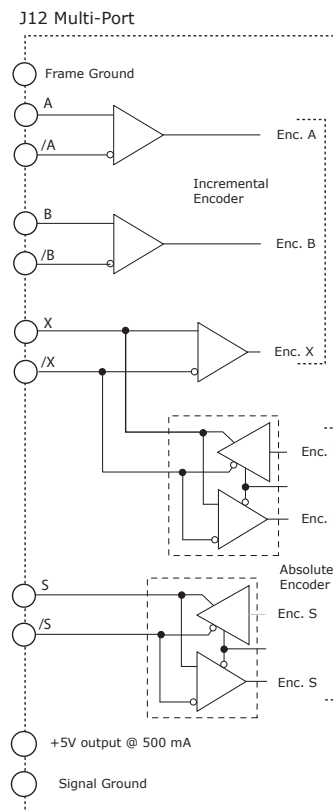 J12 Multi-Port
Frame Ground
A
Enc. A
/A
Incremental
Encoder
B
Enc. B
/B
X
Enc. X
/X
Enc.
Enc.
Absolute
Encoder
S
Enc. S
/S
Enc. S
+5V output @ 500 mA
Signal Ground